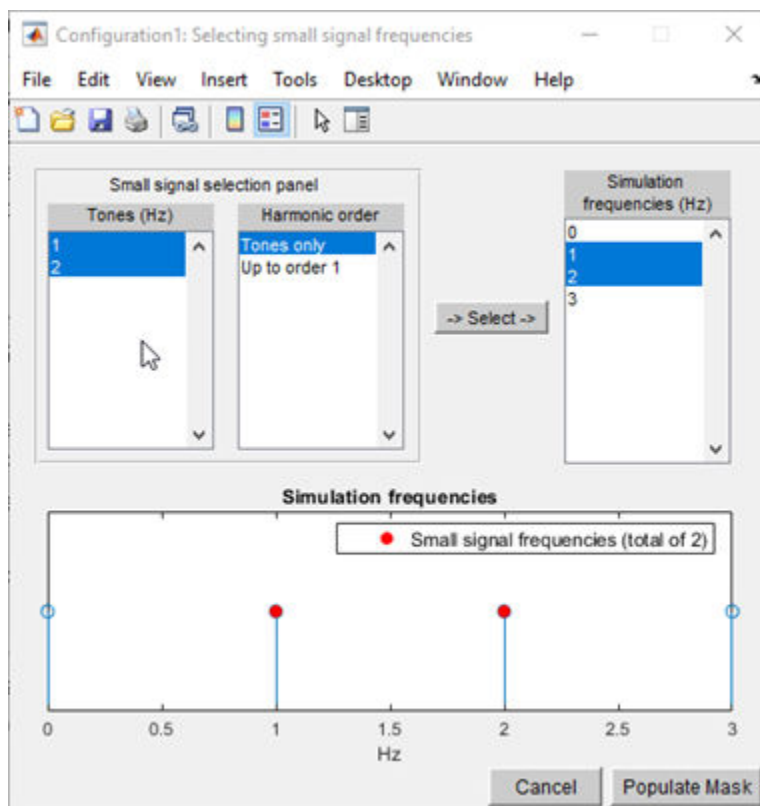 Configuration1: Selecting small signal frequencies
File Edit View Insert Tools Desktop Window Help
Small signal selection panel
Tones (Hz)
1
2
Harmonic order
Tones only
Up to order 1
-> Select ->
Simulation
frequencies (Hz)
0
1
2
3
Simulation frequencies
Small signal frequencies (total of 2)
0 0.5 1 1.5 2 2.5 3
Hz
Cancel
Populate Mask